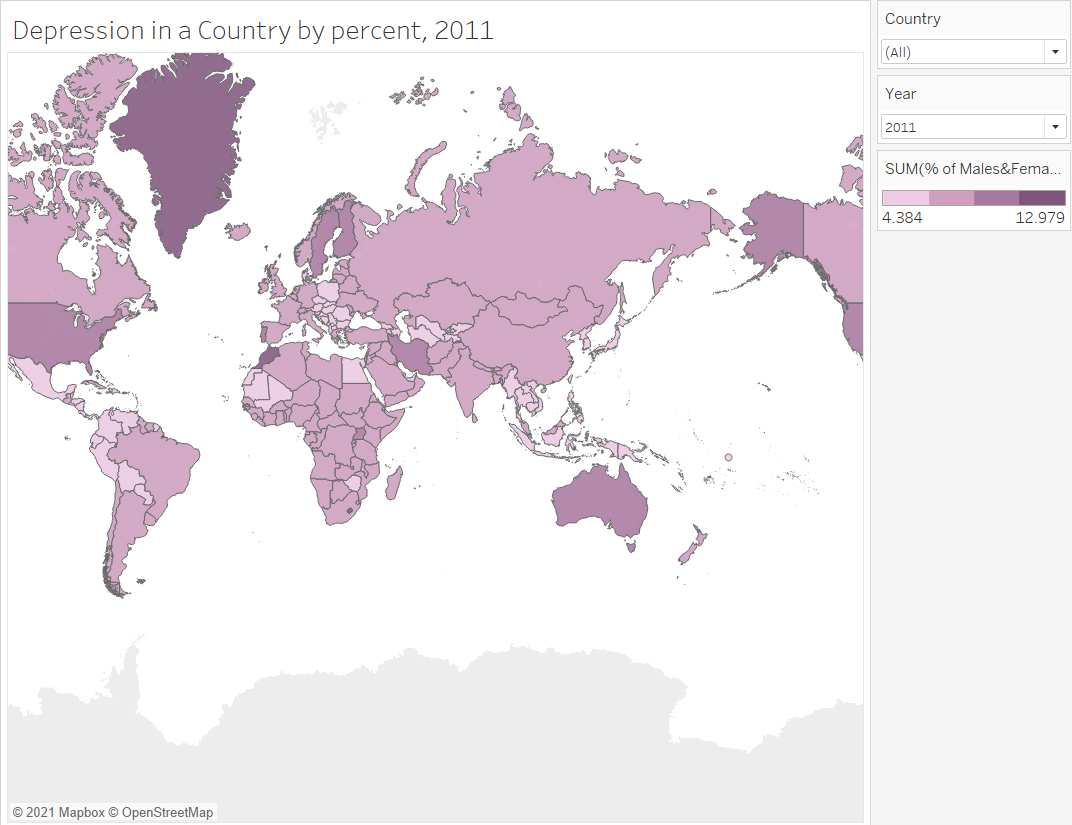 Depression in a Country by percent, 2011
Country
(All)
Year
2011
SUM(% of Males&Fema...
4.384 12.979
© 2021 Mapbox © OpenStreetMap